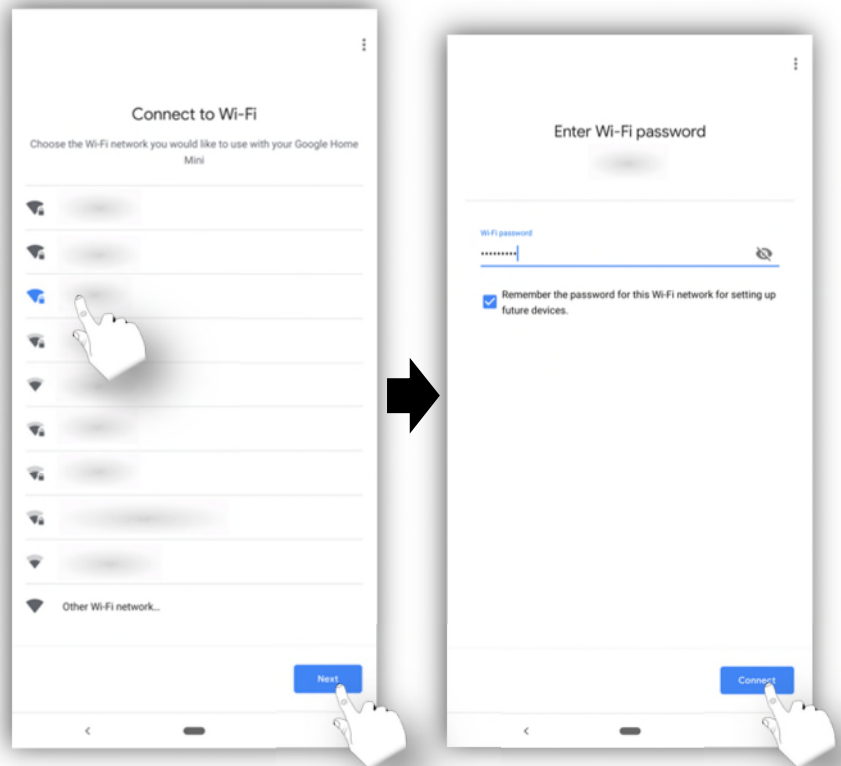 Connect to Wi-Fi
Choose the Wi-Fi network you would like to use with your Google Home
Mini
Other Wi-Fi network...
Next
Enter Wi-Fi password
Wi-Fi password
•••••••••
Remember the password for this Wi-Fi network for setting up
future devices.
Connect